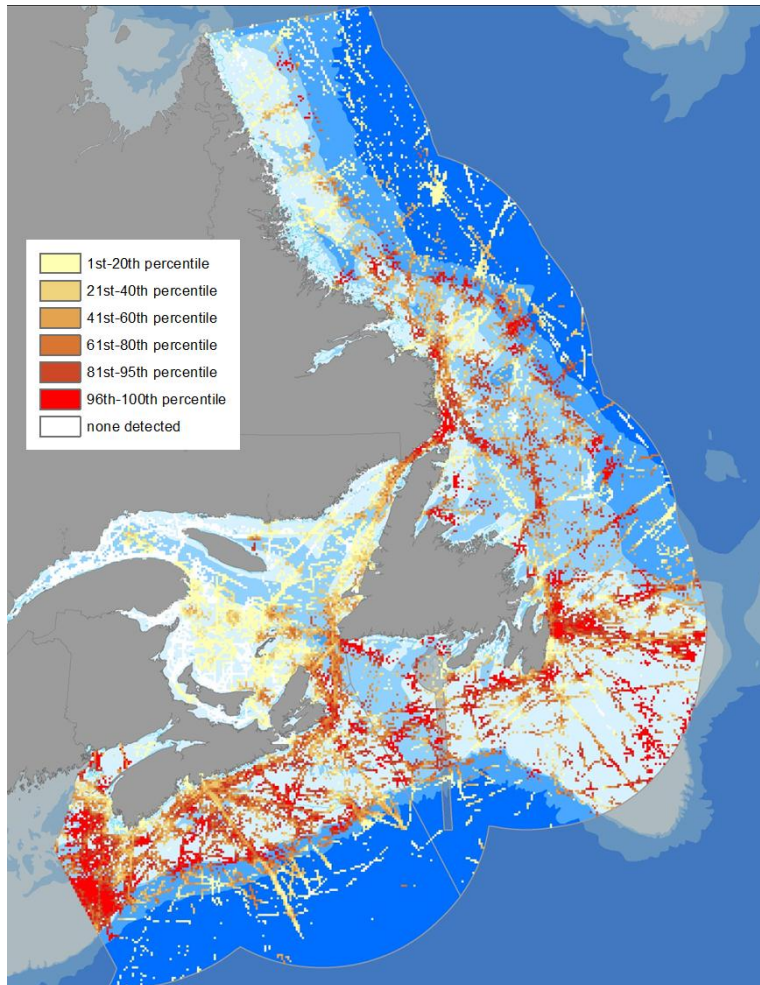 1st-20th percentile
21st-40th percentile
41st-60th percentile
61st-80th percentile
81st-95th percentile
96th-100th percentile
none detected